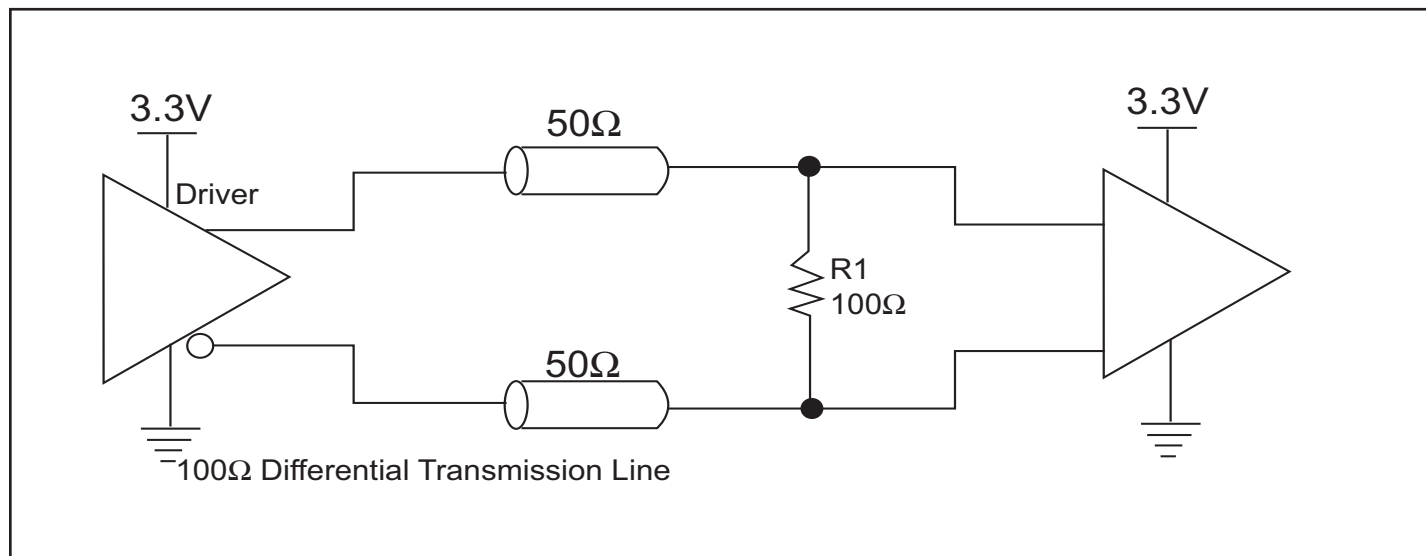 3.3V
3.3V
50Ω
Driver
R1
100Ω
50Ω
100Ω Differential Transmission Line